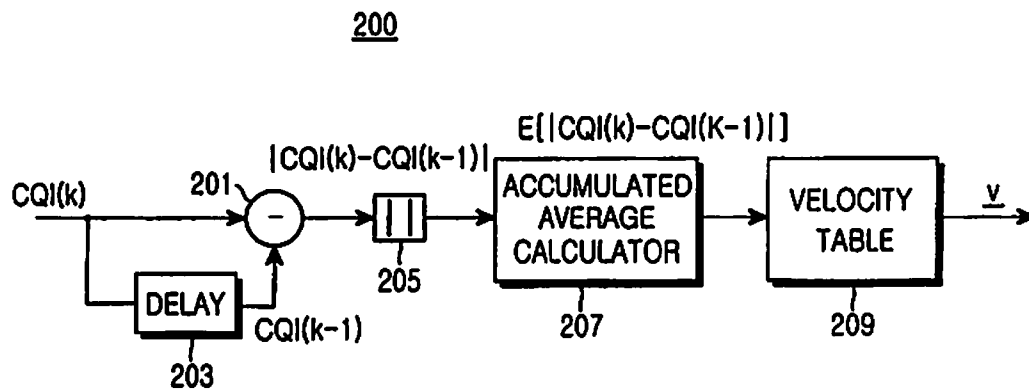 200
E[|CQI(k)-CQI(K-1)|]
|CQI(k)-CQI(k-1)|
CQI(k)
201
-
| |
205
ACCUMULATED
AVERAGE
CALCULATOR
207
VELOCITY
TABLE
209
v
DELAY
203
CQI(k-1)